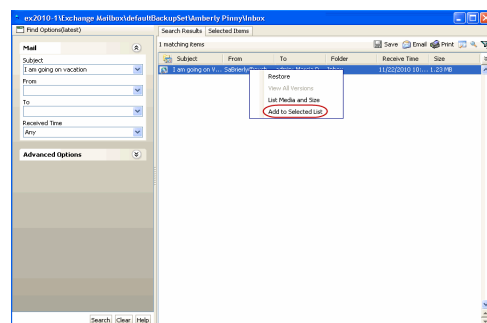 ex2010-1\Exchange Mailbox\defaultBackupSet\Amberly Pinny\Inbox
Find Options(latest)
Search Results Selected Items
Mail
1 matching items
Save Email Print
Subject
Subject From To Folder Receive Time Size
I am going on vacation
I am going on V... 11/22/2010 10:... 1.23 MB
From
Restore
View All Versions
To
List Media and Size
Add to Selected List
Received Time
Any
Advanced Options
Search Clear Help